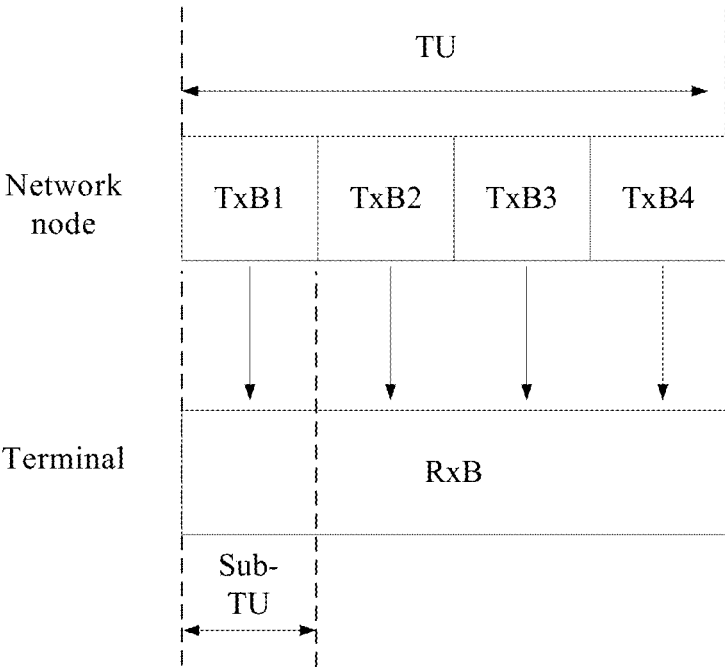 TU
Network
node
TxB1 TxB2 TxB3 TxB4
Terminal
RxB
Sub-
TU